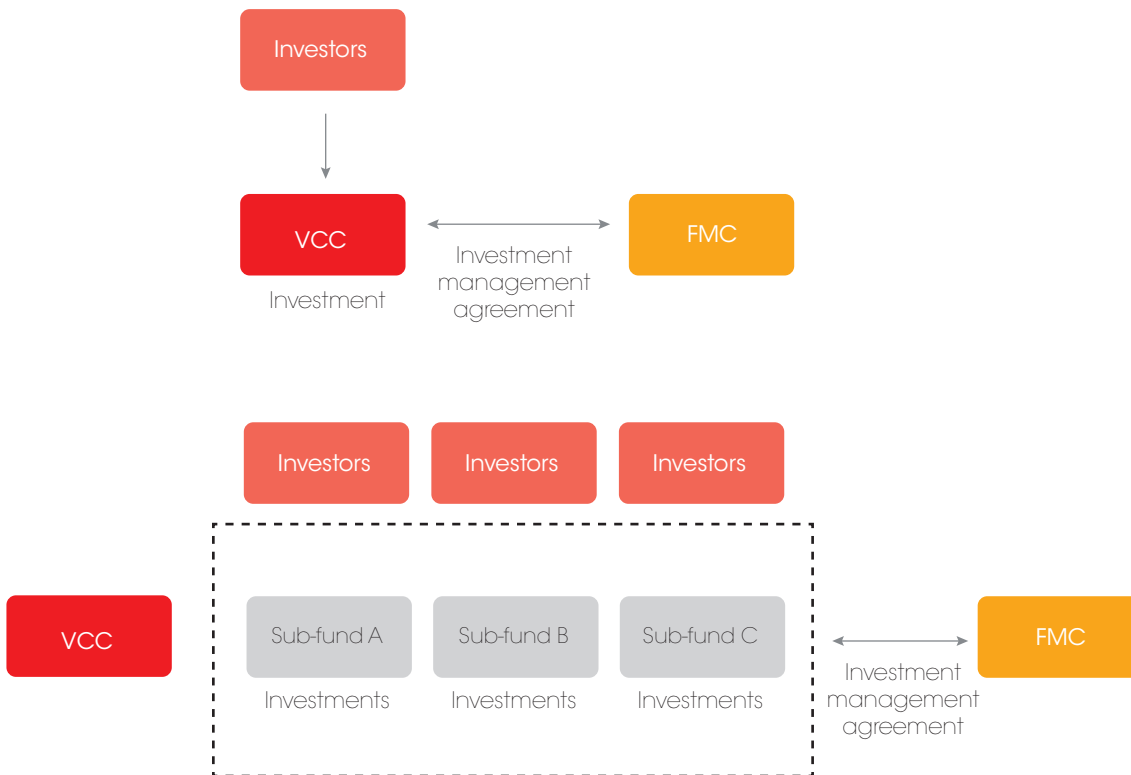 Investors
VCC
FMC
Investment
Investment
management
agreement
Investors
Investors
Investors
VCC
Sub-fund A
Sub-fund B
Sub-fund C
FMC
Investments
Investments
Investments
Investment
management
agreement